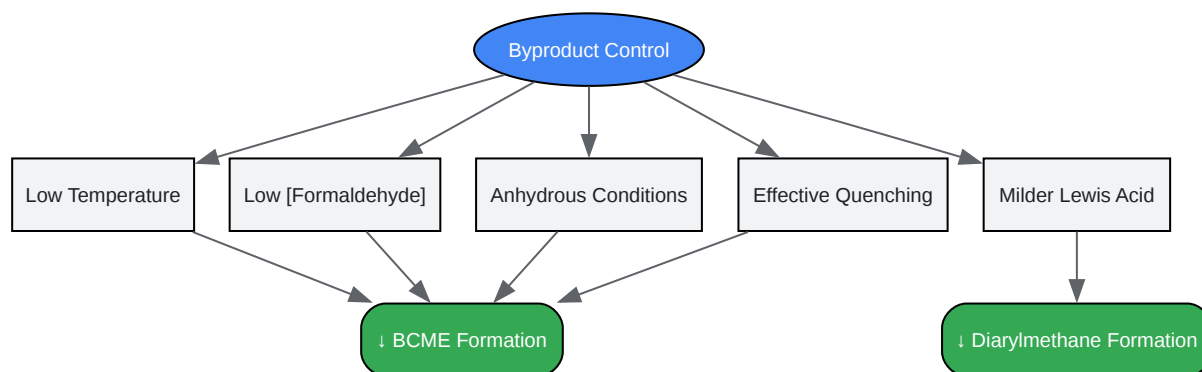 Byproduct Control
Low Temperature
Low [Formaldehyde]
Anhydrous Conditions
Effective Quenching
Milder Lewis Acid
↓ BCME Formation
↓ Diarylmethane Formation